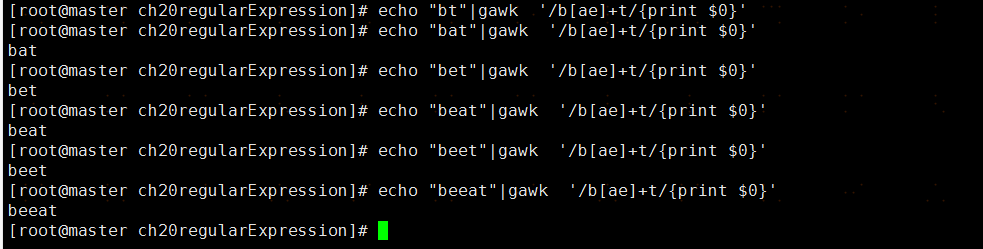 [root@master ch20regularExpression]# echo "bt"|gawk  '/b[ae]+t/{print $0}'
[root@master ch20regularExpression]# echo "bat"|gawk  '/b[ae]+t/{print $0}'
bat
[root@master ch20regularExpression]# echo "bet"|gawk  '/b[ae]+t/{print $0}'
bet
[root@master ch20regularExpression]# echo "beat"|gawk  '/b[ae]+t/{print $0}'
beat
[root@master ch20regularExpression]# echo "beet"|gawk  '/b[ae]+t/{print $0}'
beet
[root@master ch20regularExpression]# echo "beeat"|gawk  '/b[ae]+t/{print $0}'
beeat
[root@master ch20regularExpression]#